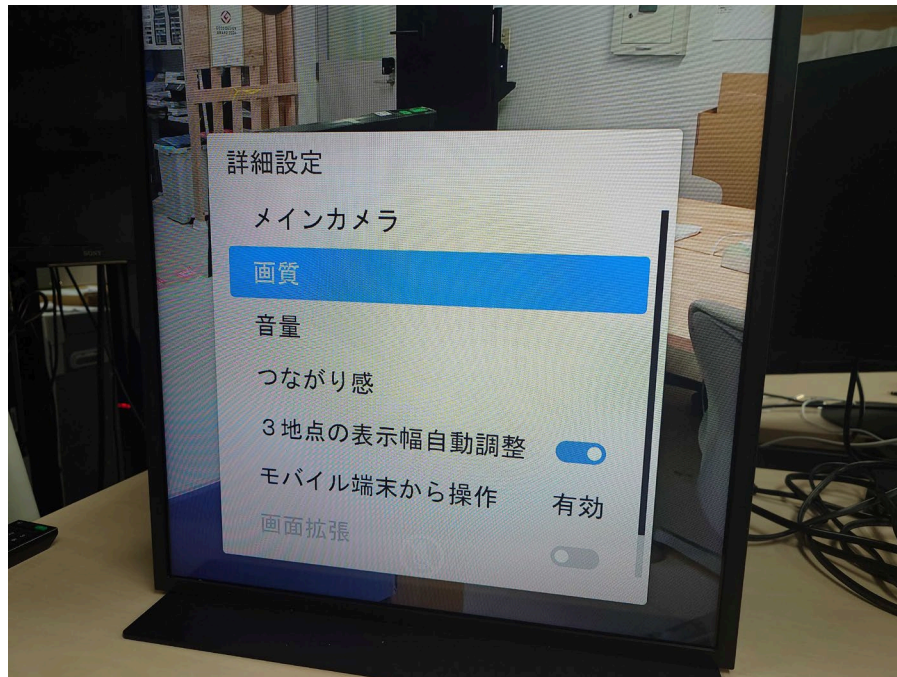 詳細設定
メインカメラ
画質
音量
つながり感
3地点の表示幅自動調整
モバイル端末から操作 有効
画面拡張
SONY